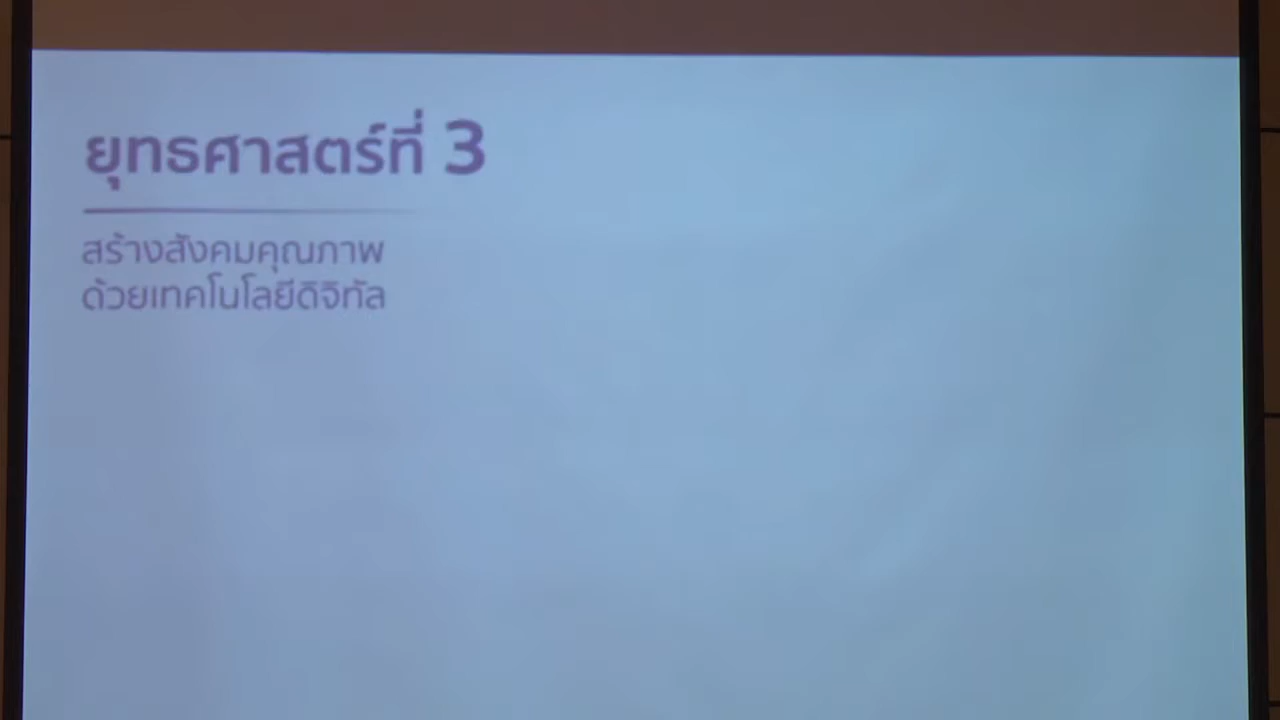 ยุทธศาสตร์ที่ 3
สร้างสังคมคุณภาพ
ด้วยเทคโนโลยีดิจิทัล